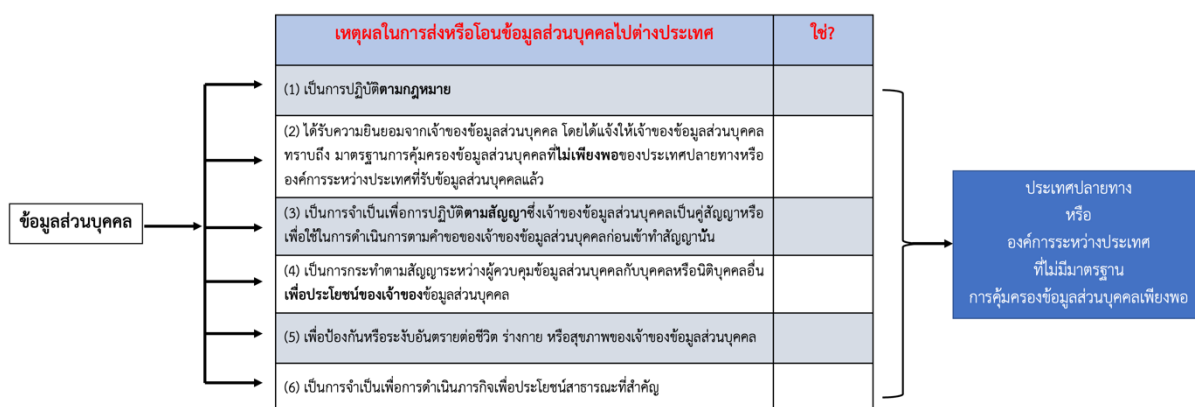 เหตุผลในการส่งหรือโอนข้อมูลส่วนบุคคลไปต่างประเทศ
ใช่?
ข้อมูลส่วนบุคคล
(1) เป็นการปฏิบัติตามกฎหมาย
(2) ได้รับความยินยอมจากเจ้าของข้อมูลส่วนบุคคล โดยได้แจ้งให้เจ้าของข้อมูลส่วนบุคคล
ทราบถึง มาตรฐานการคุ้มครองข้อมูลส่วนบุคคลที่ไม่เพียงพอของประเทศปลายทางหรือ
องค์การระหว่างประเทศที่รับข้อมูลส่วนบุคคลแล้ว
(3) เป็นการจำเป็นเพื่อการปฏิบัติตามสัญญาซึ่งเจ้าของข้อมูลส่วนบุคคลเป็นคู่สัญญาหรือ
เพื่อใช้ในการดำเนินการตามคำขอของเจ้าของข้อมูลส่วนบุคคลก่อนเข้าทำสัญญานั้น
(4) เป็นการกระทำตามสัญญาระหว่างผู้ควบคุมข้อมูลส่วนบุคคลกับบุคคลหรือนิติบุคคลอื่น
เพื่อประโยชน์ของเจ้าของข้อมูลส่วนบุคคล
(5) เพื่อป้องกันหรือระงับอันตรายต่อชีวิต ร่างกาย หรือสุขภาพของเจ้าของข้อมูลส่วนบุคคล
(6) เป็นการจำเป็นเพื่อการดำเนินภารกิจเพื่อประโยชน์สาธารณะที่สำคัญ
ประเทศปลายทาง
หรือ
องค์การระหว่างประเทศ
ที่ไม่มีมาตรฐาน
การคุ้มครองข้อมูลส่วนบุคคลเพียงพอ